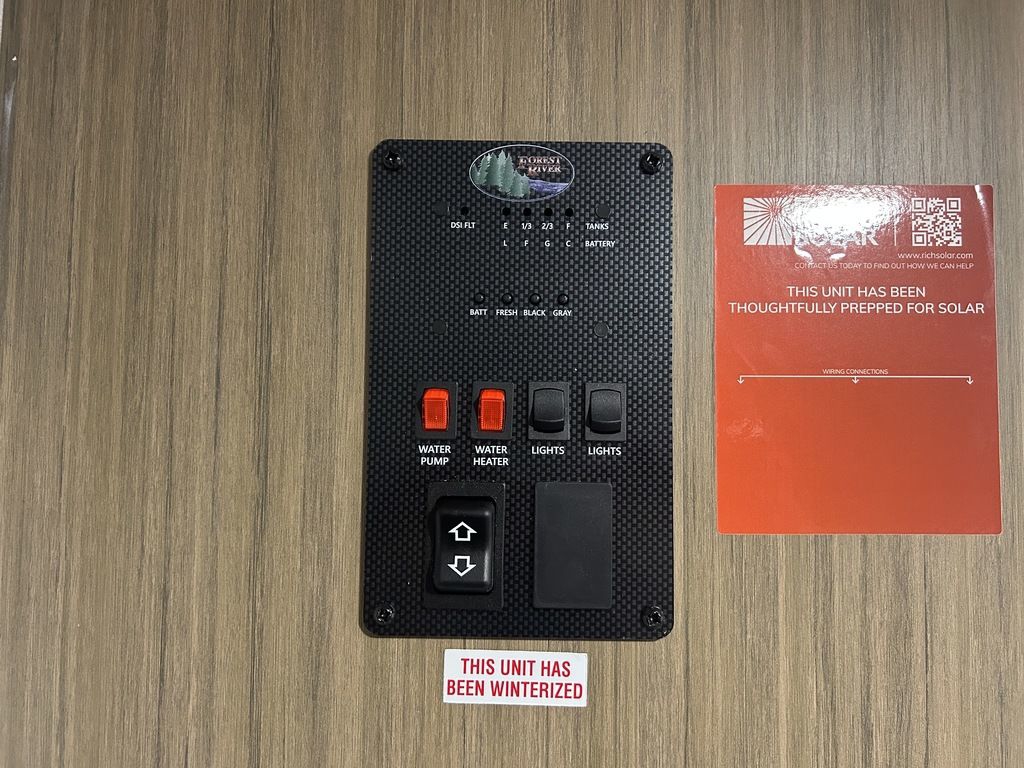 FOREST
RIVER
DSI FLT E 1/3 2/3 F TANKS
L F G C BATTERY
BATT FRESH BLACK GRAY
WATER
PUMP
WATER
HEATER
LIGHTS
LIGHTS
THIS UNIT HAS
BEEN WINTERIZED
SOLAR
www.richsolar.com
CONTACT US TODAY TO FIND OUT HOW WE CAN HELP
THIS UNIT HAS BEEN
THOUGHTFULLY PREPPED FOR SOLAR
WIRING CONNECTIONS